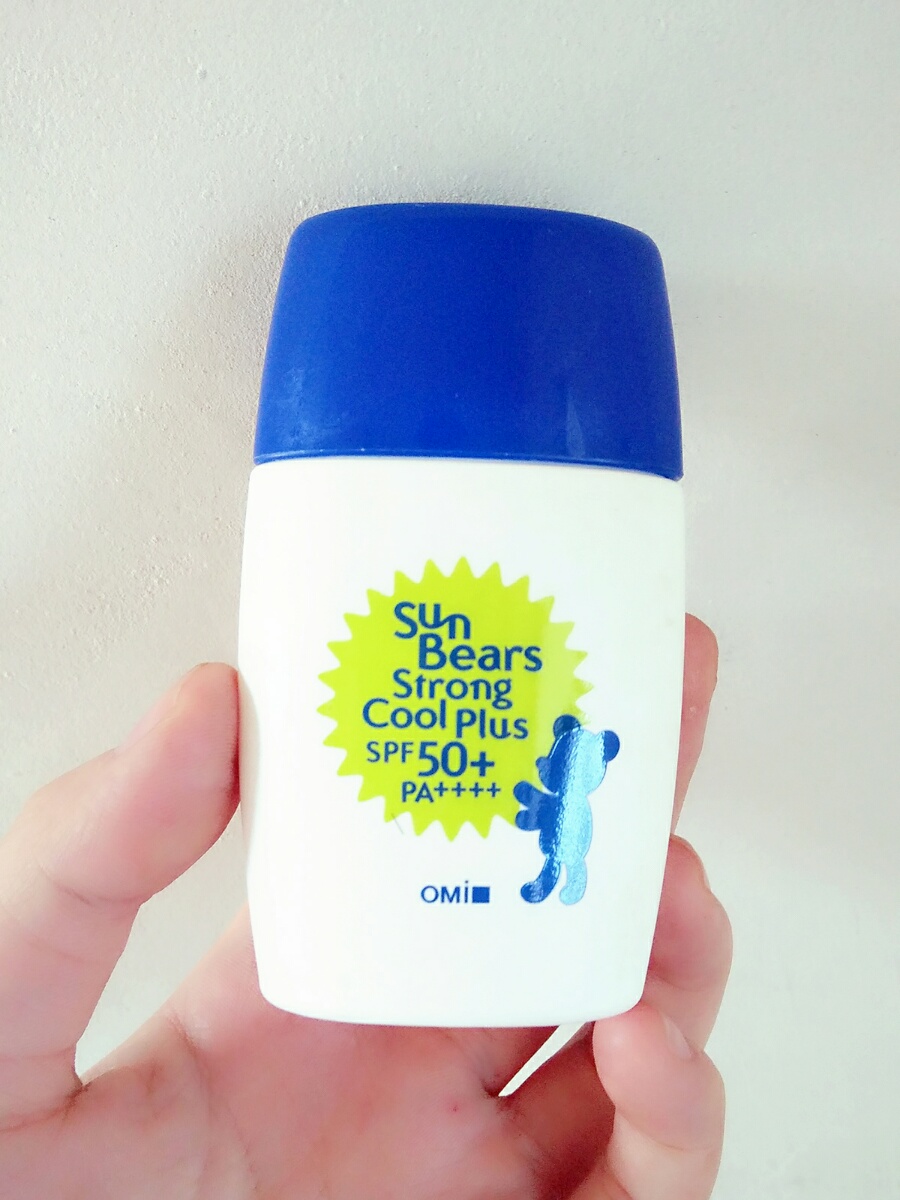 Sun
Bears
Strong
Cool Plus
SPF50+
PA++++
OMi